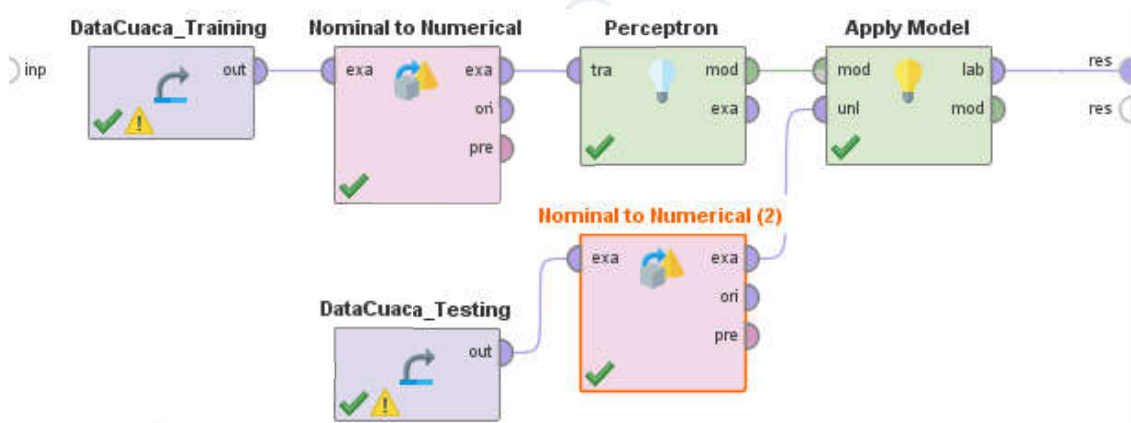 DataCuaca_Training Nominal to Numerical Perceptron Apply Model
inp out exa exa tra mod mod lab res
ori exa unl mod res
pre
Nominal to Numerical (2)
exa exa
ori
DataCuaca_Testing
pre
out